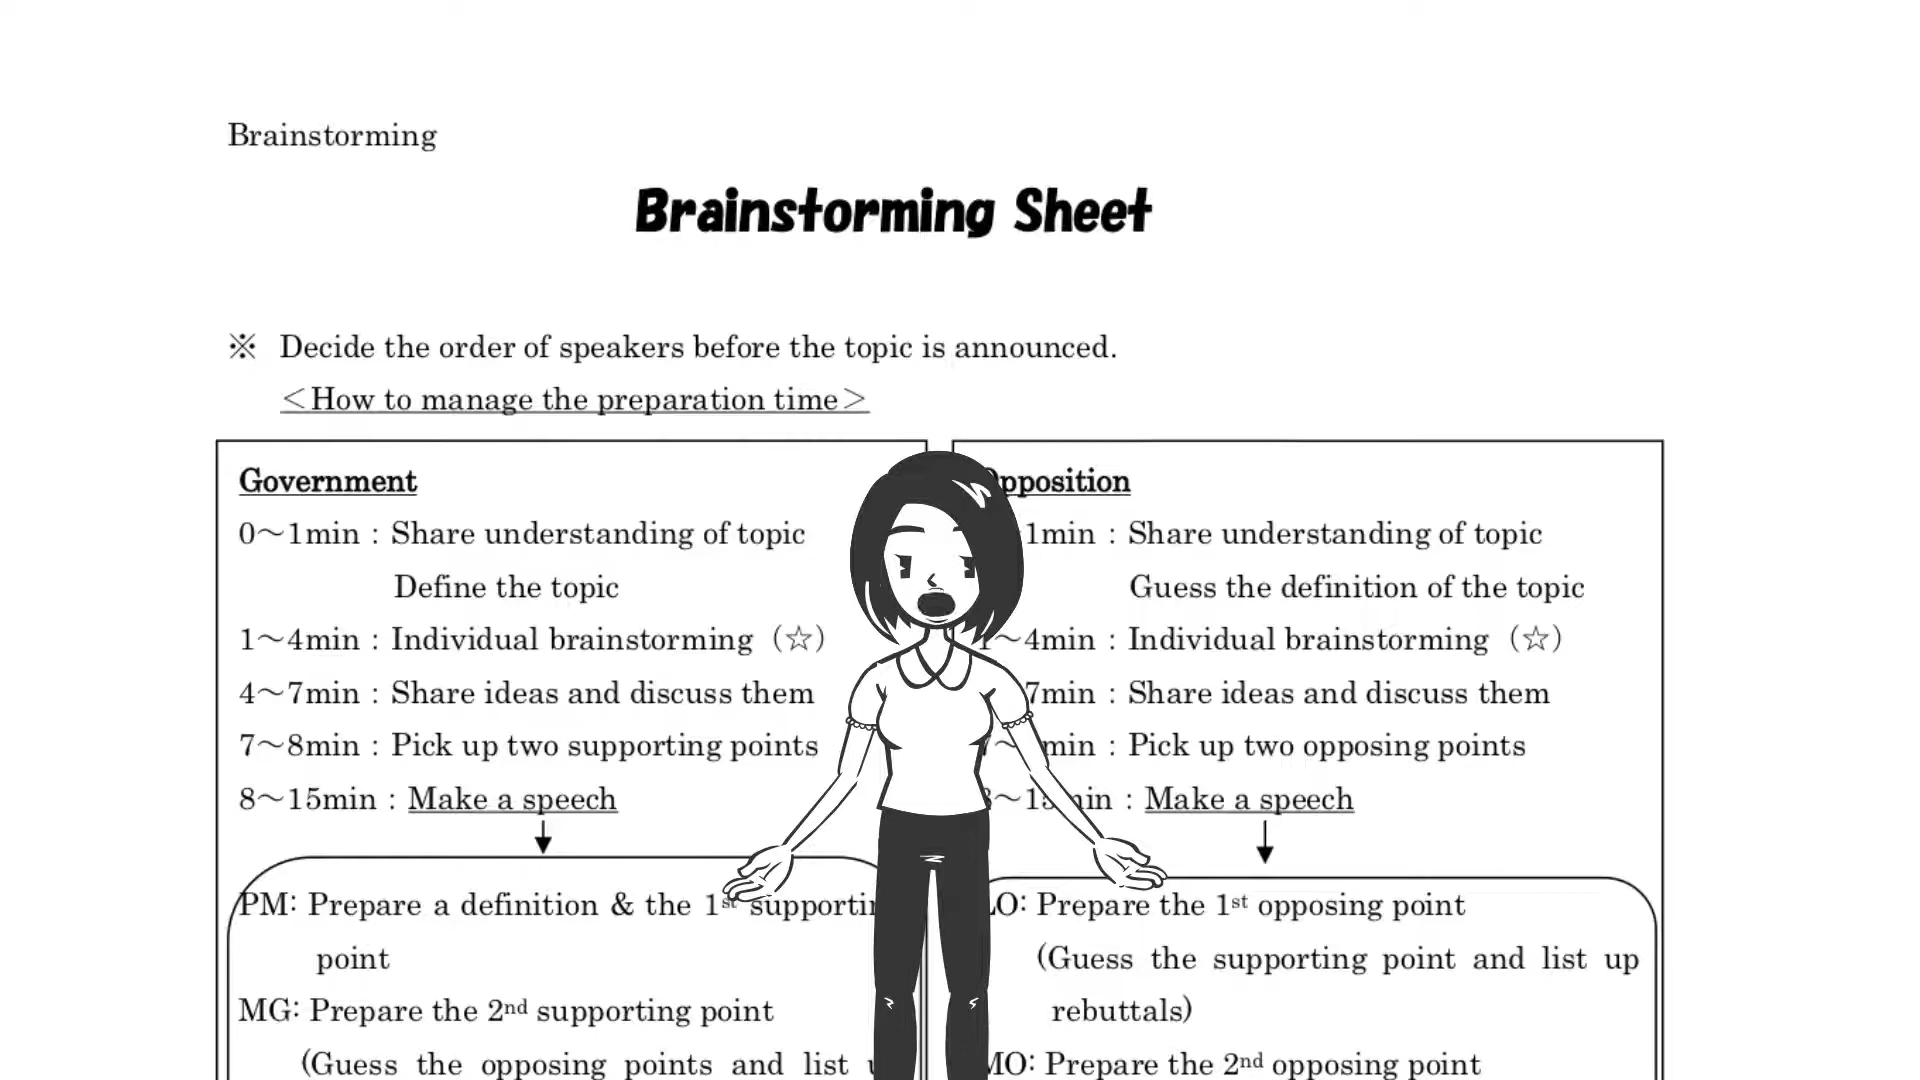 Brainstorming
Brainstorming Sheet
※ Decide the order of speakers before the topic is announced.
<How to manage the preparation time>
Government
0～1min : Share understanding of topic
Define the topic
1～4min : Individual brainstorming (☆)
4～7min : Share ideas and discuss them
7～8min : Pick up two supporting points
8～15min : Make a speech
PM: Prepare a definition & the 1st
point
MG: Prepare the 2nd supporting point
(Guess the opposing points and list
1min : Share understanding of topic
Guess the definition of the topic
～4min : Individual brainstorming (☆)
7min : Share ideas and discuss them
min : Pick up two opposing points
Make a speech
LO: Prepare the 1st opposing point
(Guess the supporting point and list up
rebuttals)
MO: Prepare the 2nd opposing point